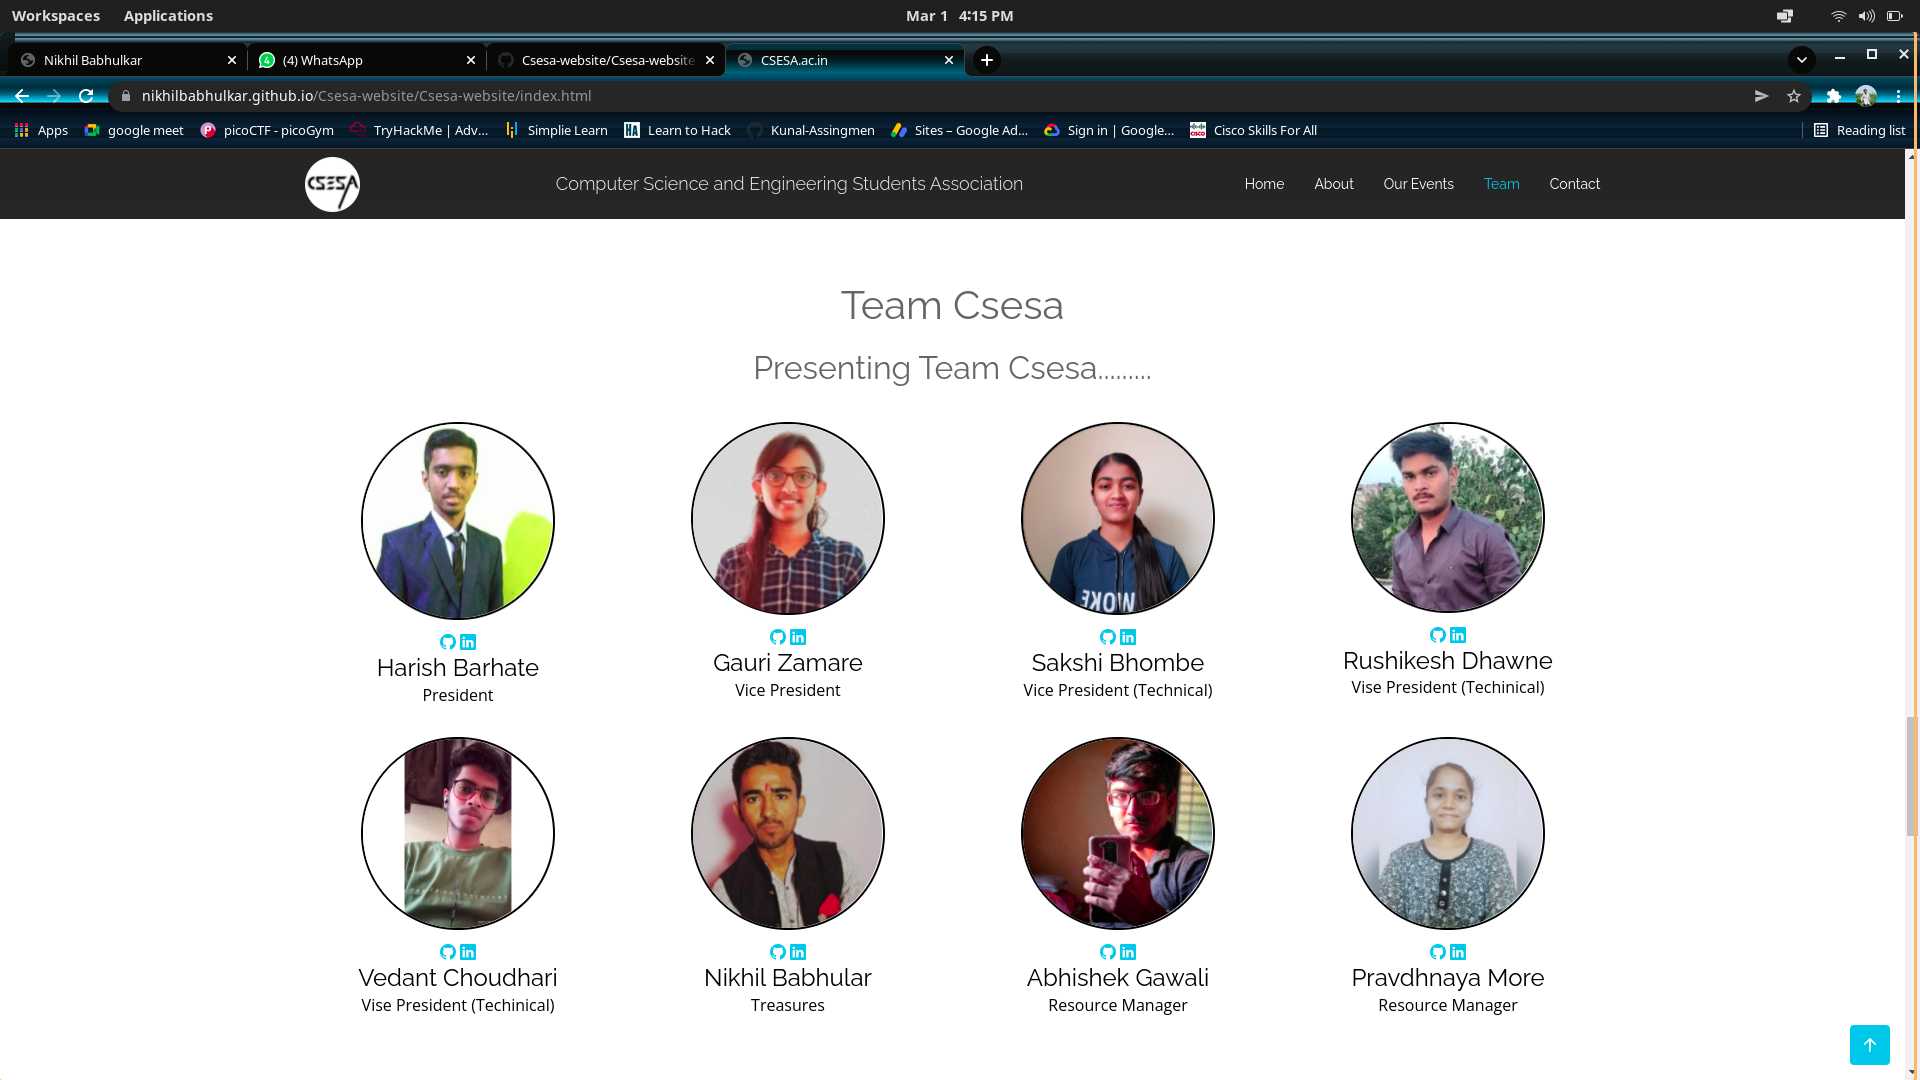 Workspaces Applications Mar 1 4:15 PM
Nikhil Babhulkar (4) WhatsApp Csesa-website/Csesa-website CSESA.ac.in
nikhilbabhulkar.github.io/Csesa-website/Csesa-website/index.html
Apps google meet picoCTF - picoGym TryHackMe | Adv... Simplie Learn Learn to Hack Kunal-Assingmen Sites – Google Ad... Sign in | Google... Cisco Skills For All Reading list
CSESA Computer Science and Engineering Students Association Home About Our Events Team Contact
Team Csesa
Presenting Team Csesa.........
Harish Barhate Gauri Zamare Sakshi Bhombe Rushikesh Dhawne
President Vice President Vice President (Technical) Vise President (Techinical)
Vedant Choudhari Nikhil Babhular Abhishek Gawali Pravdhnaya More
Vise President (Techinical) Treasures Resource Manager Resource Manager